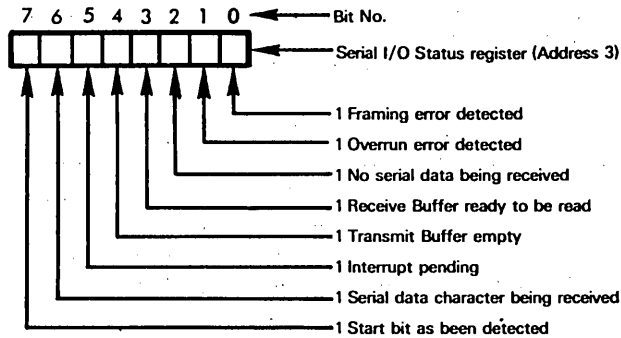 7 6 5 4 3 2 1 0 Bit No.
Serial I/O Status register (Address 3)
1 Framing error detected
1 Overrun error detected
1 No serial data being received
1 Receive Buffer ready to be read
1 Transmit Buffer empty
1 Interrupt pending
1 Serial data character being received
1 Start bit as been detected